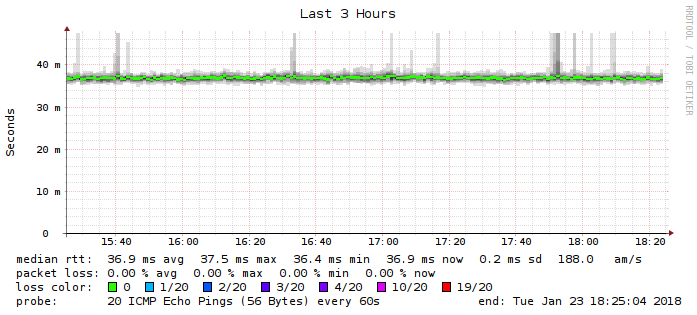 Last 3 Hours
RRDTOOL / TOBI OETIKER
Seconds
40 m
30 m
20 m
10 m
0
15:40 16:00 16:20 16:40 17:00 17:20 17:40 18:00 18:20
median rtt: 36.9 ms avg 37.5 ms max 36.4 ms min 36.9 ms now 0.2 ms sd 188.0 am/s
packet loss: 0.00 % avg 0.00 % max 0.00 % min 0.00 % now
loss color: 0 1/20 2/20 3/20 4/20 10/20 19/20
probe: 20 ICMP Echo Pings (56 Bytes) every 60s end: Tue Jan 23 18:25:04 2018